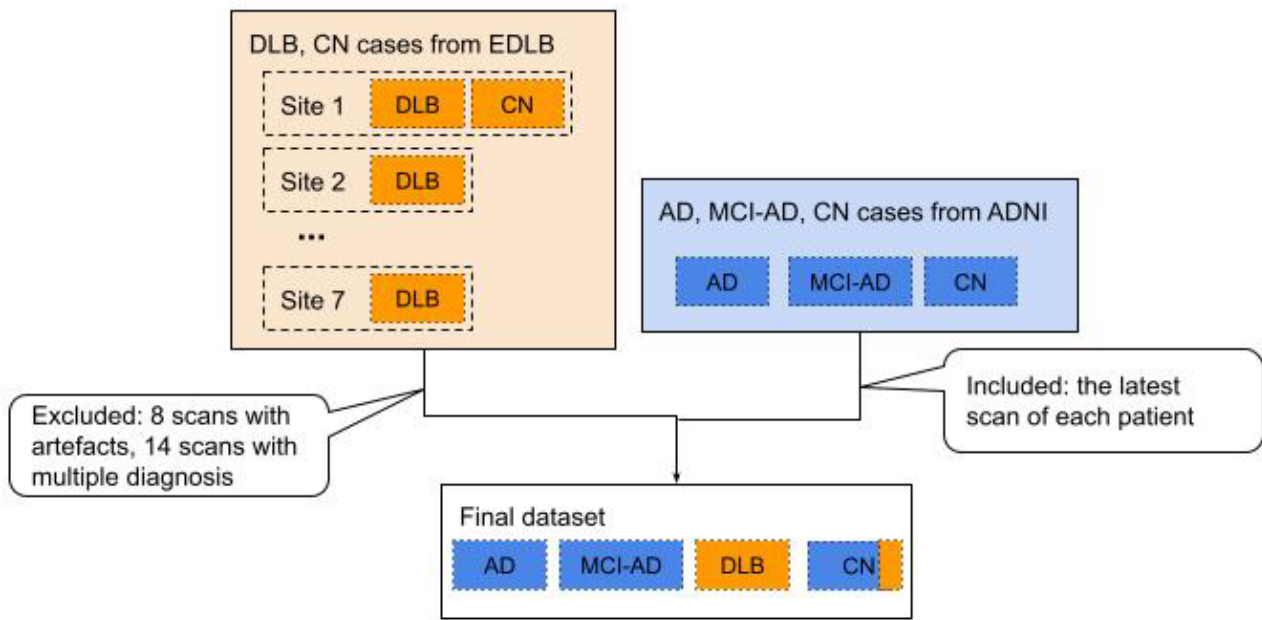 DLB, CN cases from EDLB
Site 1 DLB CN
Site 2 DLB
...
Site 7 DLB
AD, MCI-AD, CN cases from ADNI
AD MCI-AD CN
Excluded: 8 scans with
artefacts, 14 scans with
multiple diagnosis
Included: the latest
scan of each patient
Final dataset
AD MCI-AD DLB CN